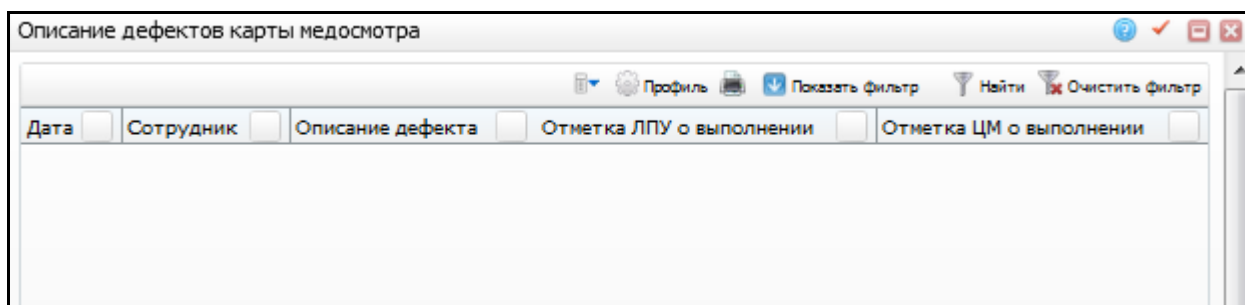 Описание дефектов карты медосмотра
Профиль Показать фильтр Найти Очистить фильтр
Дата Сотрудник Описание дефекта Отметка ЛПУ о выполнении Отметка ЦМ о выполнении